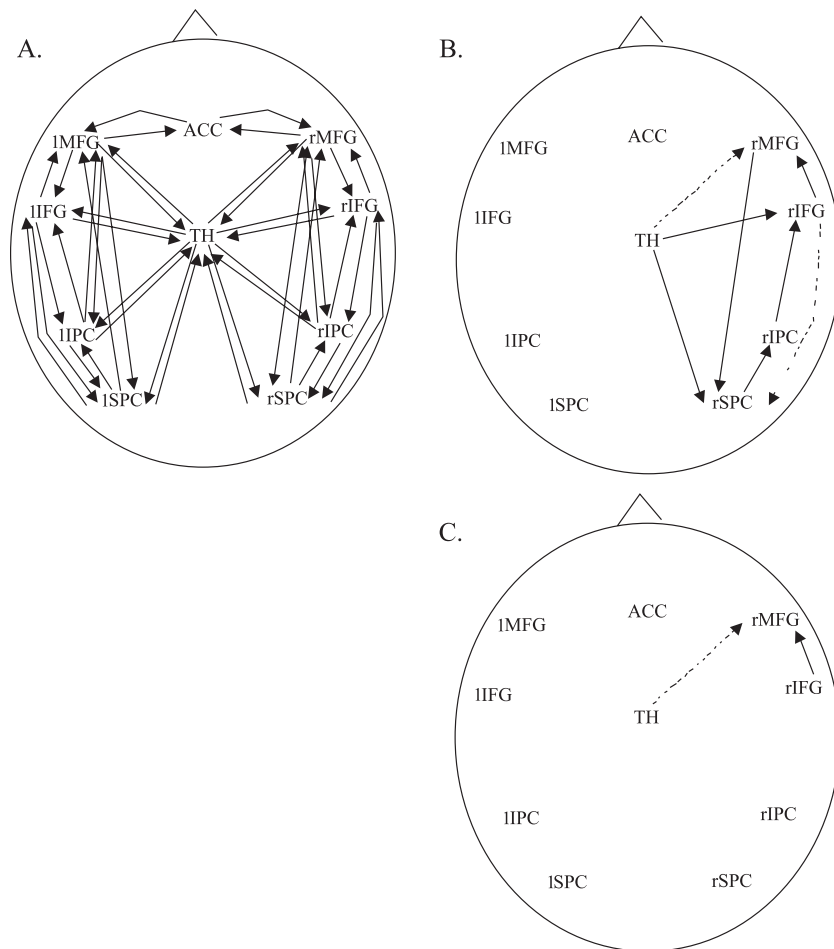 A.
ACC
lMFG
rMFG
lIFG
rIFG
TH
lIPC
rIPC
lSPC
rSPC
B.
ACC
lMFG
rMFG
lIFG
rIFG
TH
lIPC
rIPC
lSPC
rSPC
C.
ACC
lMFG
rMFG
lIFG
rIFG
TH
lIPC
rIPC
lSPC
rSPC